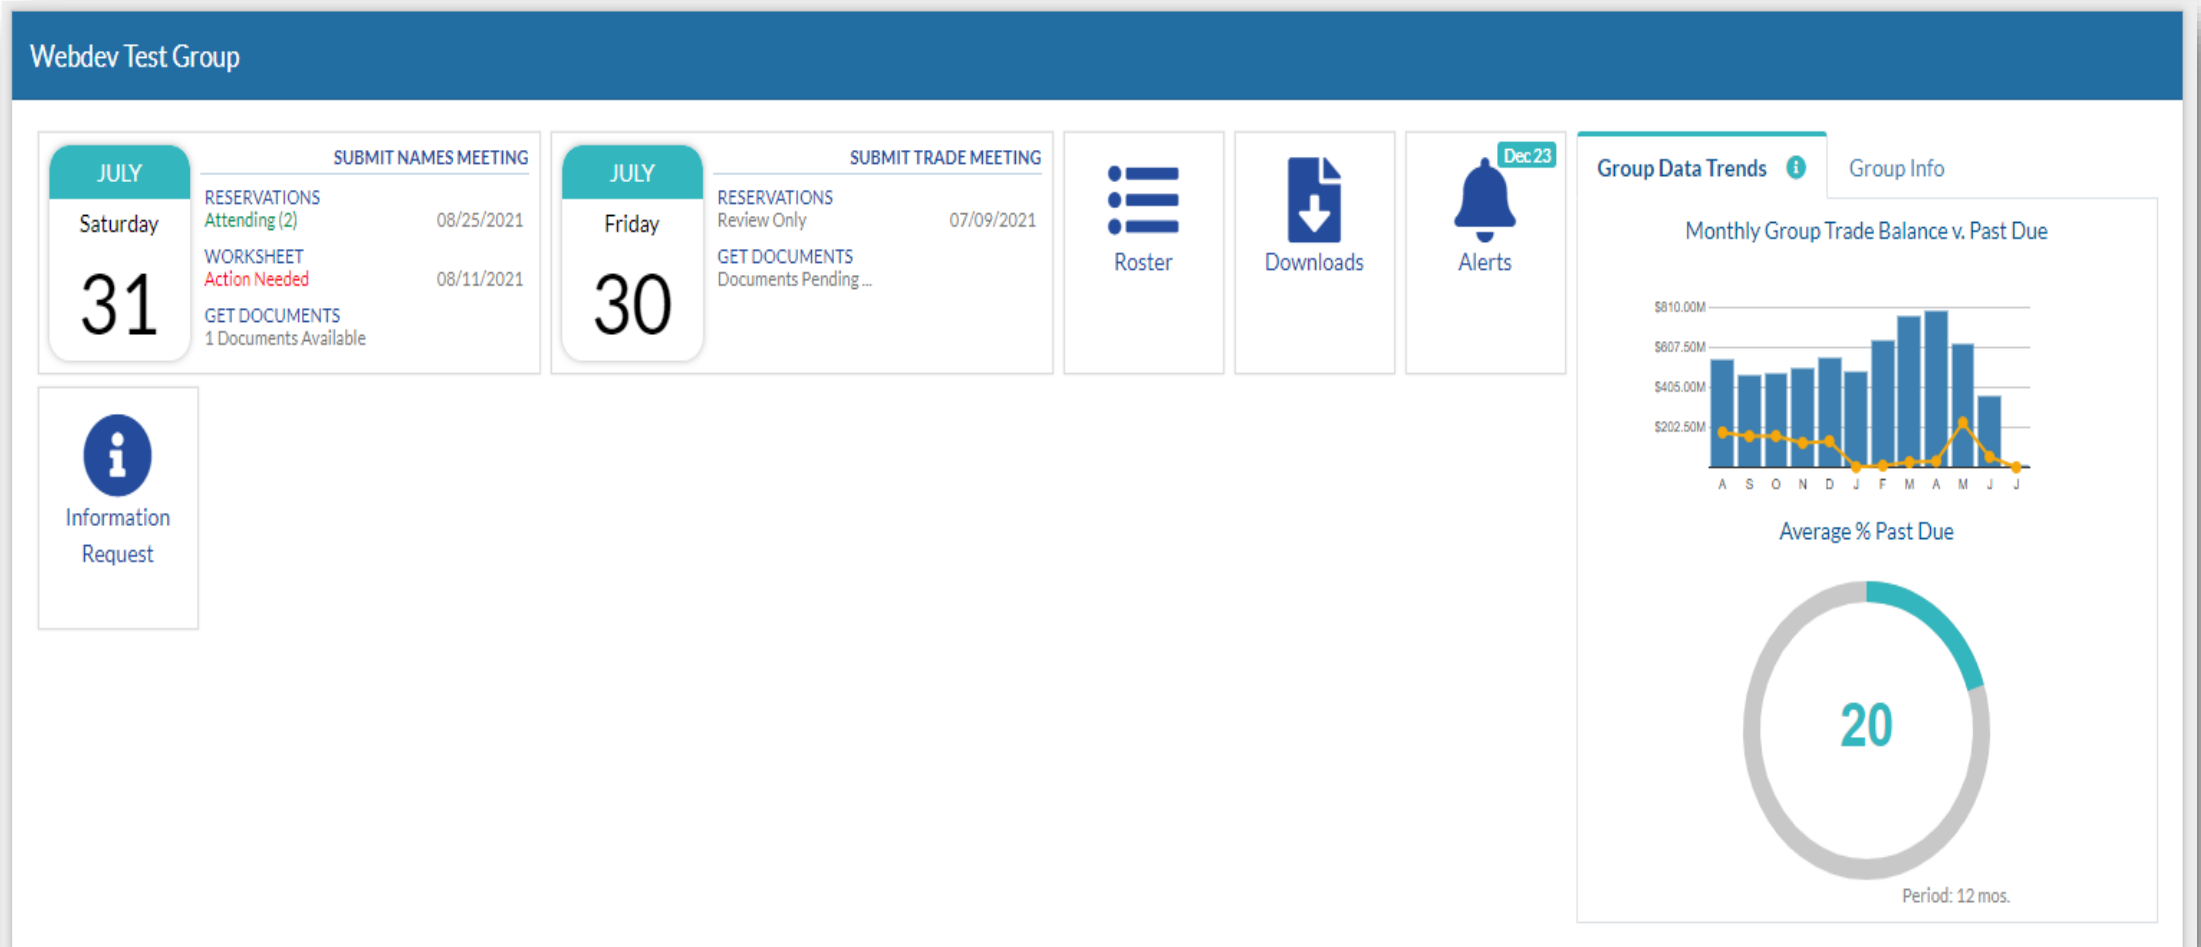 Webdev Test Group
JULY
Saturday
31
SUBMIT NAMES MEETING
RESERVATIONS
Attending (2) 08/25/2021
WORKSHEET
Action Needed 08/11/2021
GET DOCUMENTS
1 Documents Available
JULY
Friday
30
SUBMIT TRADE MEETING
RESERVATIONS
Review Only 07/09/2021
GET DOCUMENTS
Documents Pending ...
Roster
Downloads
Dec 23
Alerts
Information
Request
Group Data Trends
Group Info
Monthly Group Trade Balance v. Past Due
$810.00M
$607.50M
$405.00M
$202.50M
A S O N D J F M A M J J
Average % Past Due
20
Period: 12 mos.